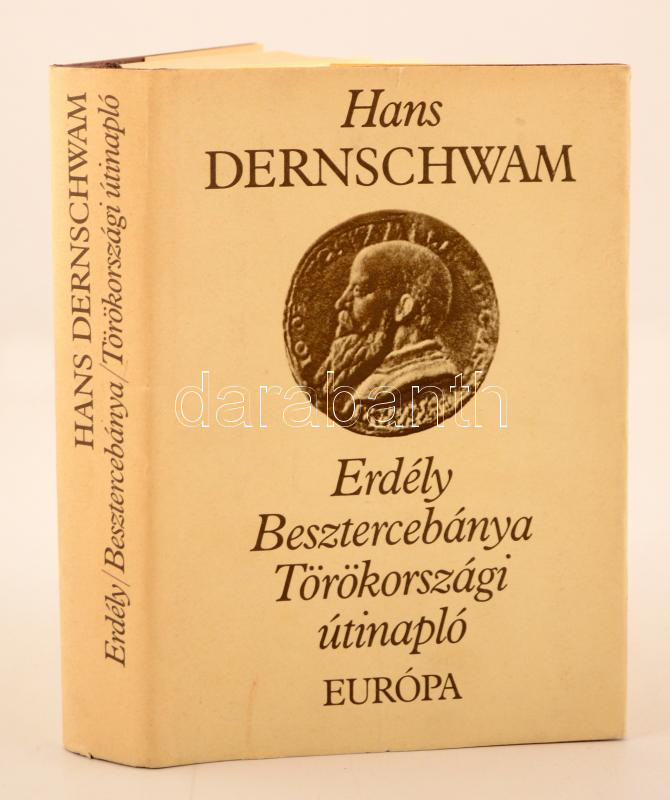 HANS DERNSCHWAM
Erdély/Besztercebánya/Törökországi útinapló
Hans
DERNSCHWAM
darabanth
Erdély
Besztercebánya
Törökországi
útinapló
EURÓPA